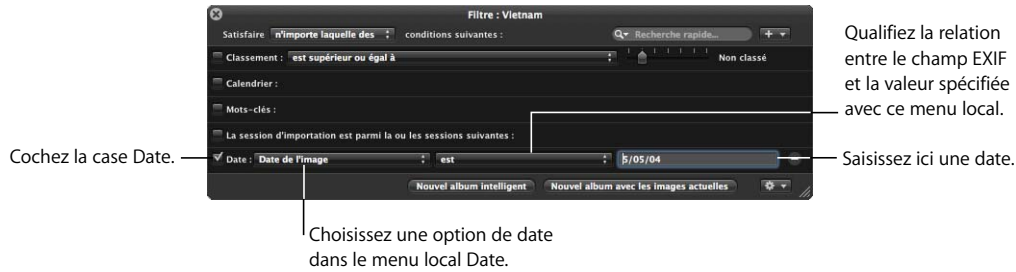 Filtre : Vietnam
Satisfaire n'importe laquelle des conditions suivantes : Recherche rapide...
Classement : est supérieur ou égal à Non classé
Calendrier :
Mots-clés :
La session d'importation est parmi la ou les sessions suivantes :
Date : Date de l'image est 5/05/04
Nouvel album intelligent Nouvel album avec les images actuelles
Qualifiez la relation
entre le champ EXIF
et la valeur spécifiée
avec ce menu local.
Cochez la case Date.
Saisissez ici une date.
Choisissez une option de date
dans le menu local Date.